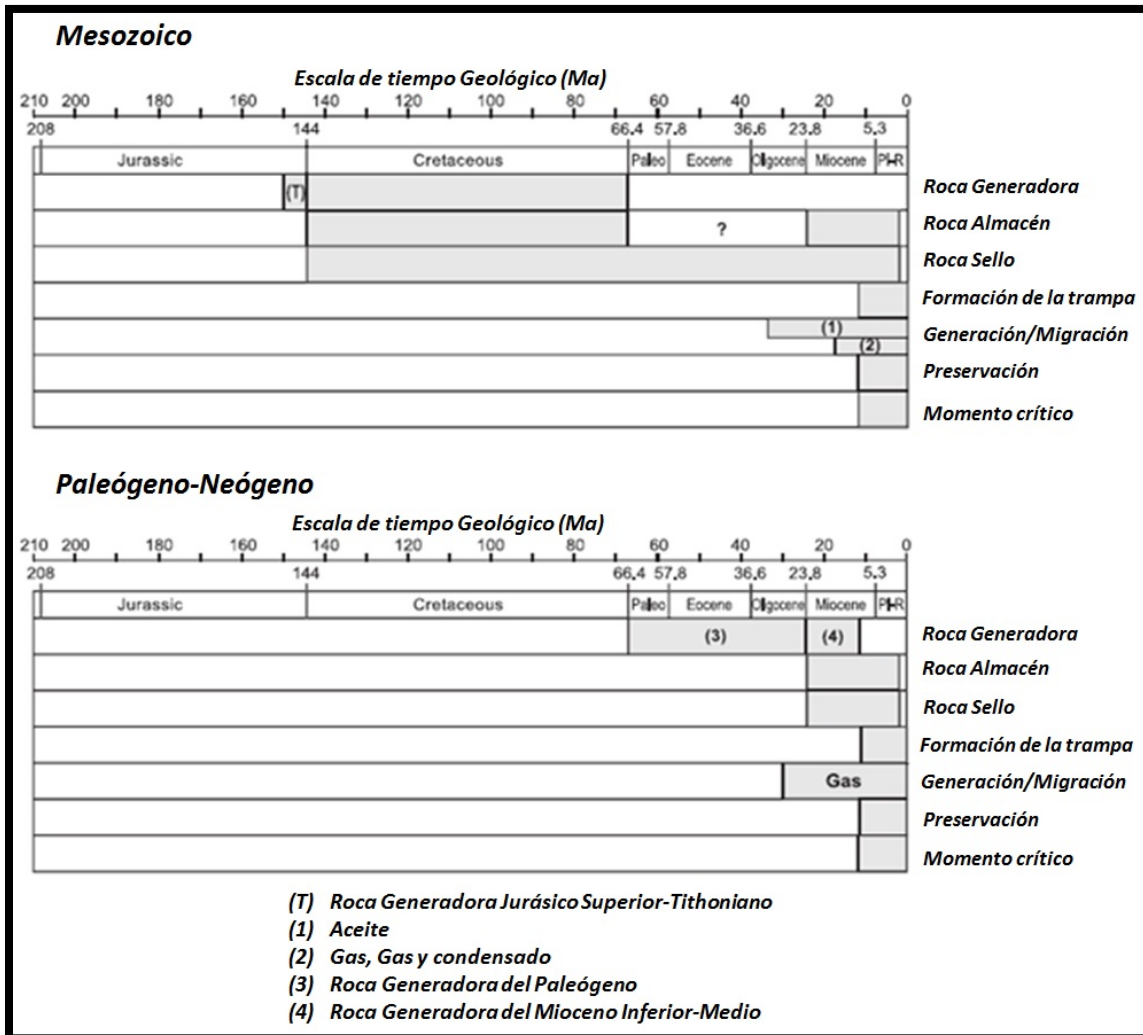 Mesozoico
Escala de tiempo Geológico (Ma)
210 200 180 160 140 120 100 80 60 40 20 0
208 144 66.4 57.8 36.6 23.8 5.3
Jurassic Cretaceous Paleo Eocene Oligocene Miocene Pl-R
(T) Roca Generadora
? Roca Almacén
Roca Sello
Formación de la trampa
(1) Generación/Migración
(2)
Preservación
Momento crítico
Paleógeno-Neógeno
Escala de tiempo Geológico (Ma)
210 200 180 160 140 120 100 80 60 40 20 0
208 144 66.4 57.8 36.6 23.8 5.3
Jurassic Cretaceous Paleo Eocene Oligocene Miocene Pl-R
(3) (4) Roca Generadora
Roca Almacén
Roca Sello
Formación de la trampa
Gas Generación/Migración
Preservación
Momento crítico
(T) Roca Generadora Jurásico Superior-Tithoniano
(1) Aceite
(2) Gas, Gas y condensado
(3) Roca Generadora del Paleógeno
(4) Roca Generadora del Mioceno Inferior-Medio